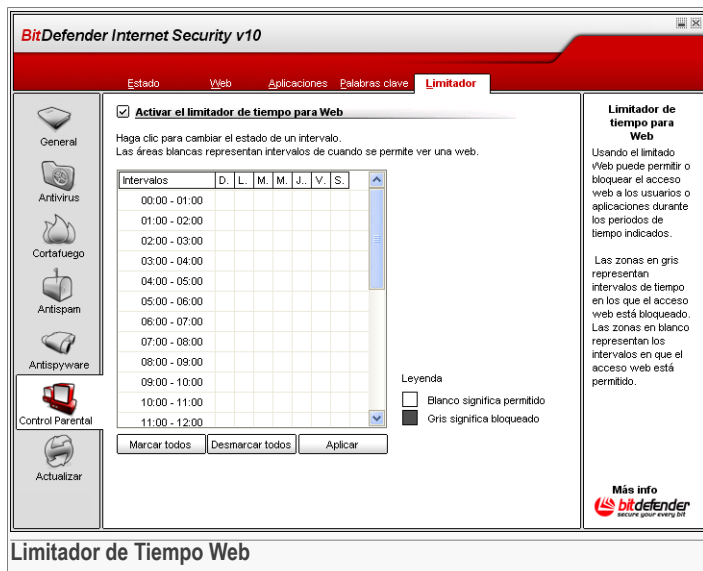 BitDefender Internet Security v10
Estado Web Aplicaciones Palabras clave Limitador
General
Antivirus
Cortafuego
Antispam
Antispyware
Control Parental
Actualizar
Activar el limitador de tiempo para Web
Haga clic para cambiar el estado de un intervalo.
Las áreas blancas representan intervalos de cuando se permite ver una web.
Intervalos D. L. M. M. J.. V. S.
00:00 - 01:00
01:00 - 02:00
02:00 - 03:00
03:00 - 04:00
04:00 - 05:00
05:00 - 06:00
06:00 - 07:00
07:00 - 08:00
08:00 - 09:00
09:00 - 10:00
10:00 - 11:00
11:00 - 12:00
Leyenda
Blanco significa permitido
Gris significa bloqueado
Marcar todos Desmarcar todos Aplicar
Limitador de
tiempo para
Web
Usando el limitado
Web puede permitir o
bloquear el acceso
web a los usuarios o
aplicaciones durante
los periodos de
tiempo indicados.
Las zonas en gris
representan
intervalos de tiempo
en los que el acceso
web está bloqueado.
Las zonas en blanco
representan los
intervalos en que el
acceso web está
permitido.
Más info
bitdefender
secure your every bit
Limitador de Tiempo Web